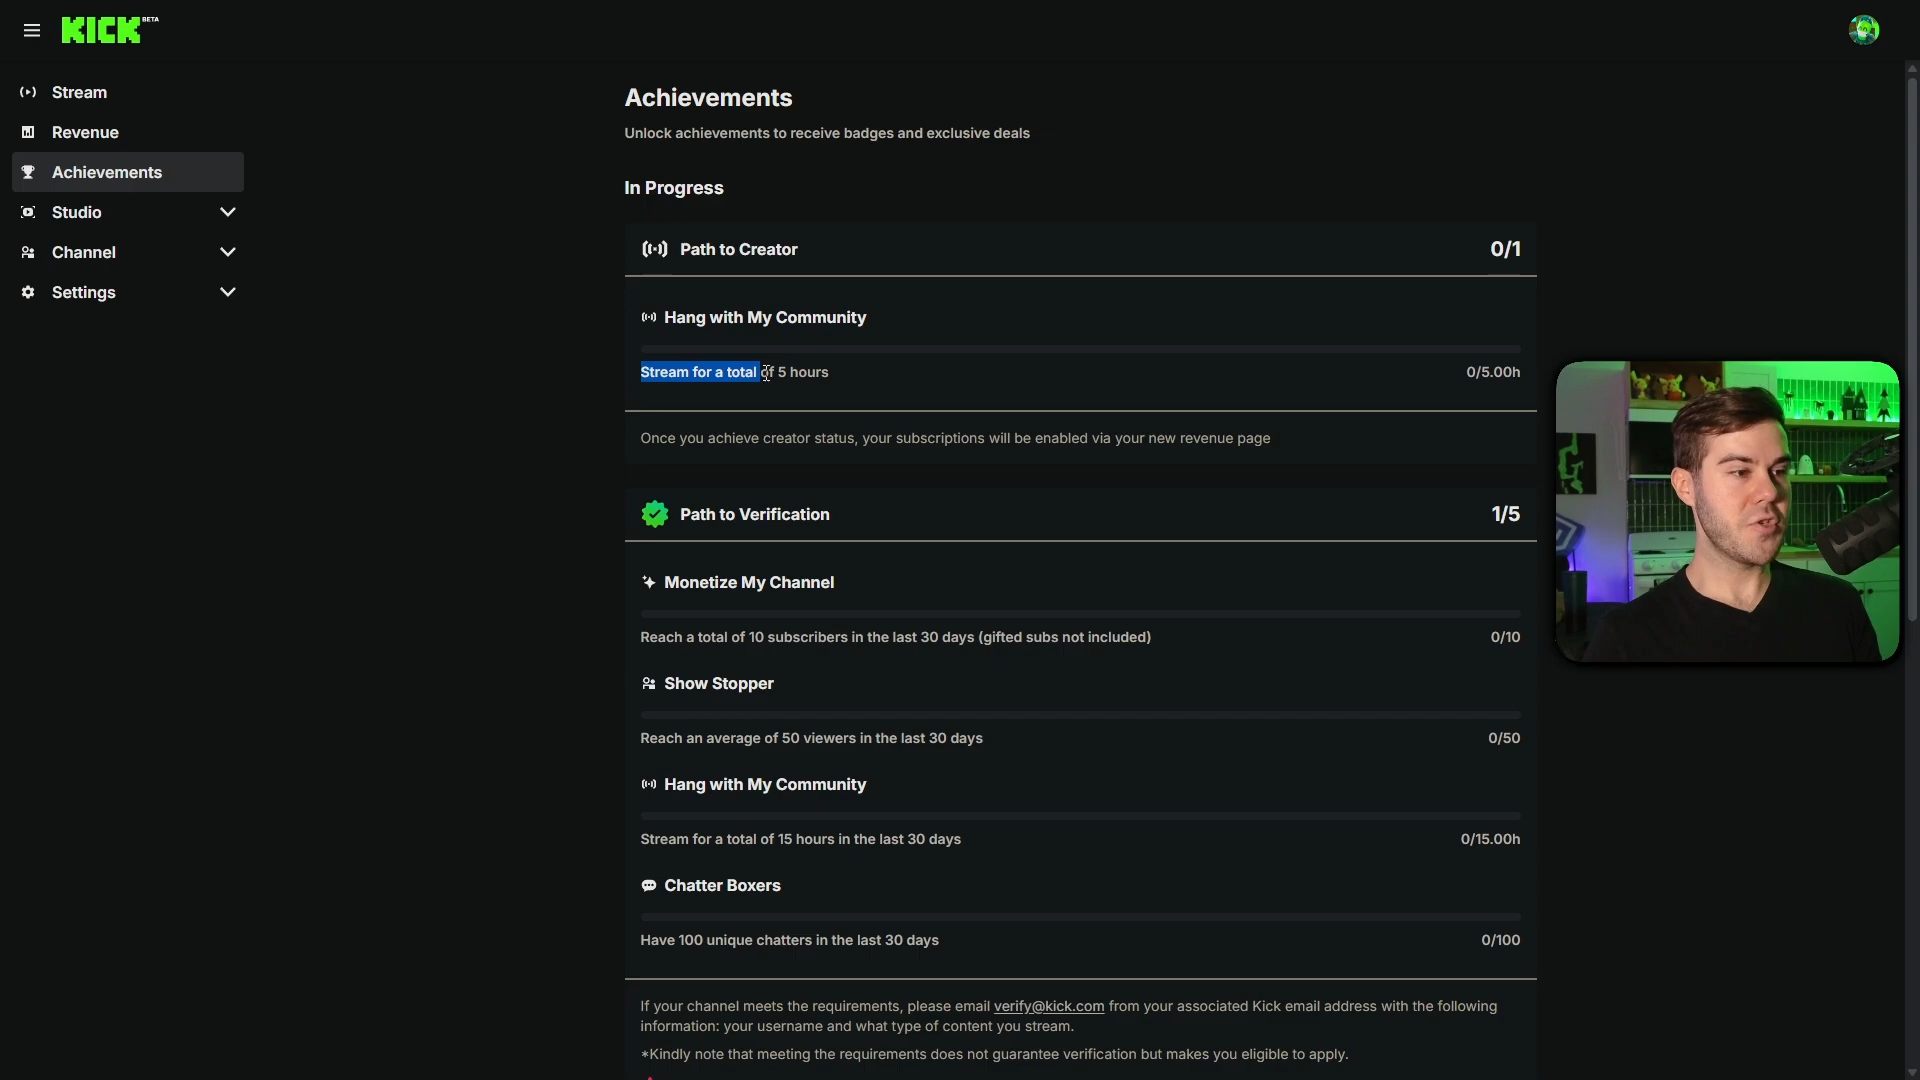 KICK BETA
Stream
Revenue
Achievements
Studio
Channel
Settings
Achievements
Unlock achievements to receive badges and exclusive deals
In Progress
Path to Creator 0/1
Hang with My Community
Stream for a total of 5 hours 0/5.00h
Once you achieve creator status, your subscriptions will be enabled via your new revenue page
Path to Verification 1/5
Monetize My Channel
Reach a total of 10 subscribers in the last 30 days (gifted subs not included) 0/10
Show Stopper
Reach an average of 50 viewers in the last 30 days 0/50
Hang with My Community
Stream for a total of 15 hours in the last 30 days 0/15.00h
Chatter Boxers
Have 100 unique chatters in the last 30 days 0/100
If your channel meets the requirements, please email verify@kick.com from your associated Kick email address with the following
information: your username and what type of content you stream.
*Kindly note that meeting the requirements does not guarantee verification but makes you eligible to apply.